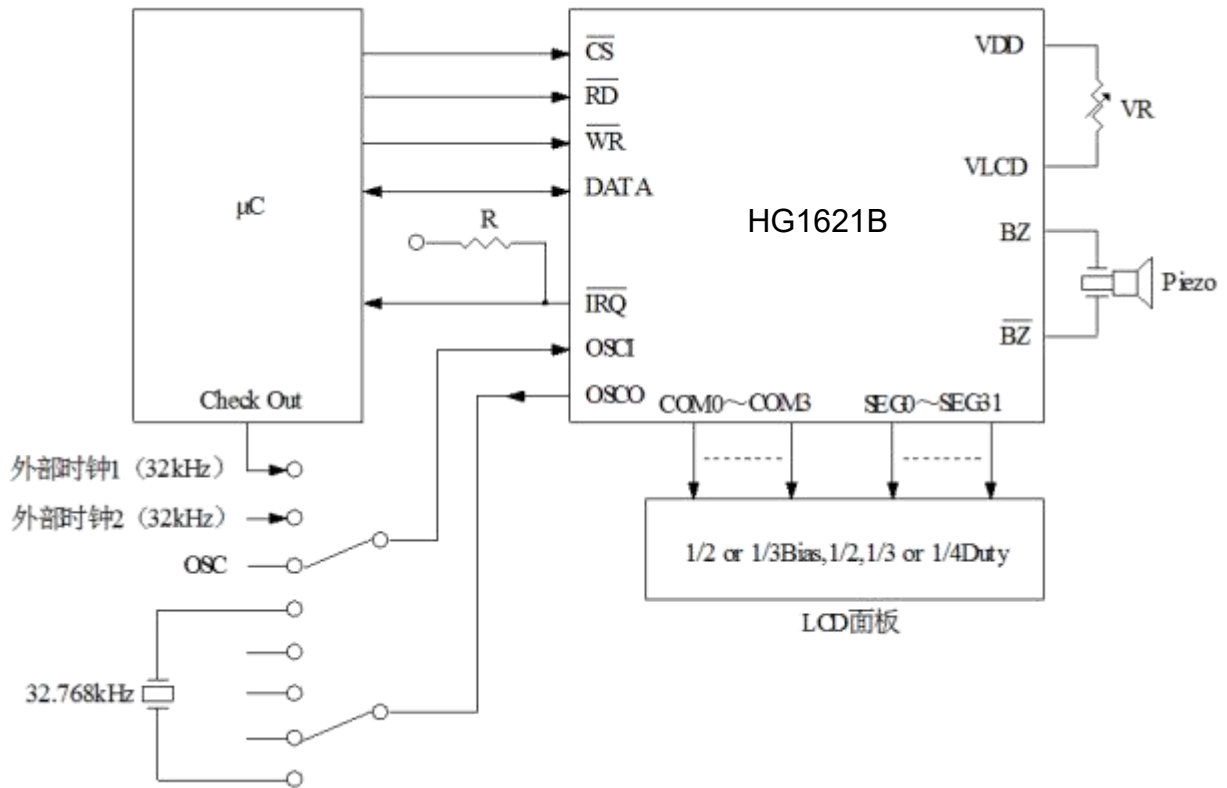 μC
Check Out
CS
RD
WR
DATA
IRQ
OSCI
OSCO
R
HG1621B
VDD
VLCD
BZ
BZ
VR
Piezo
COM0～COM3
SEG0～SEG31
1/2 or 1/3Bias,1/2,1/3 or 1/4Duty
LCD面板
外部时钟1（32kHz）
外部时钟2（32kHz）
OSC
32.768kHz